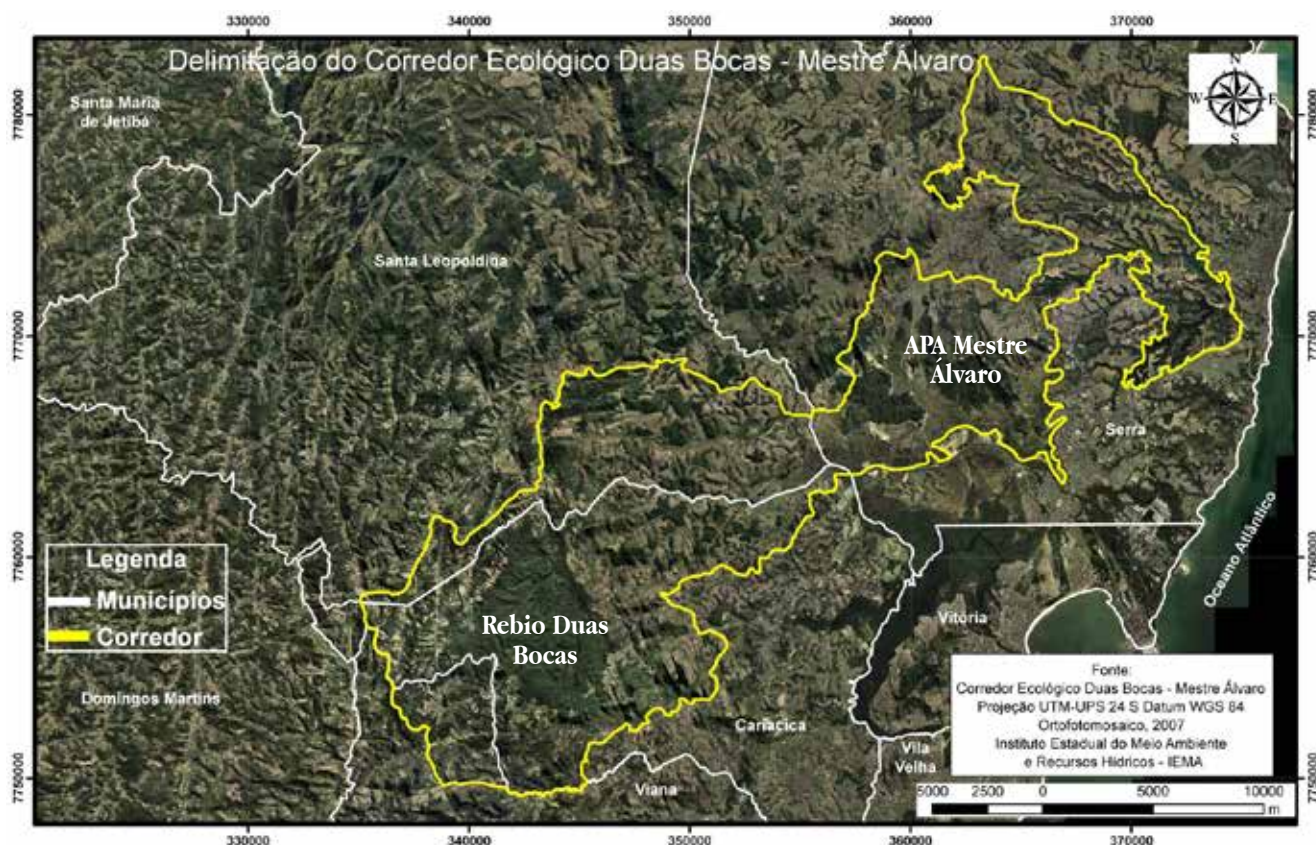 330000 340000 350000 360000 370000
Delimitação do Corredor Ecológico Duas Bocas - Mestre Álvaro
N
W E
S
Santa Maria
de Jetibá
7780000
7780000
Santa Leopoldina
7770000
7770000
APA Mestre
Álvaro
Serra
Oceano Atlântico
7760000
7760000
Legenda
Municípios
Corredor
Rebio Duas
Bocas
Vitória
Domingos Martins
Cariacica
Vila
Velha
Viana
7750000
7750000
Fonte:
Corredor Ecológico Duas Bocas - Mestre Álvaro
Projeção UTM-UPS 24 S Datum WGS 84
Ortofotomosaico, 2007
Instituto Estadual do Meio Ambiente
e Recursos Hídricos - IEMA
5000 2500 0 5000 10000
m
330000 340000 350000 360000 370000